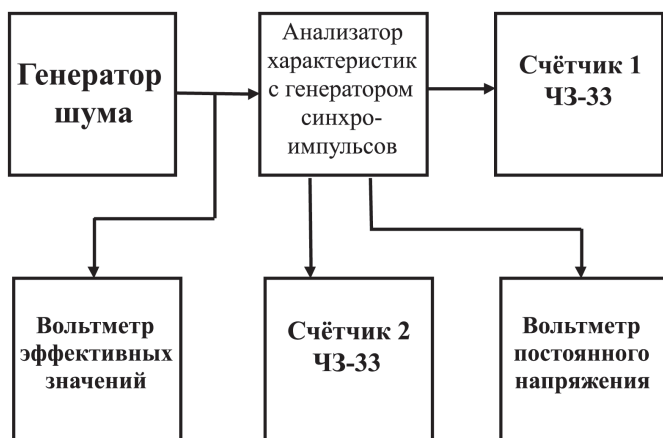 Генератор
шума
Анализатор
характеристик
с генератором
синхро-
импульсов
Счётчик 1
ЧЗ-33
Вольтметр
эффективных
значений
Счётчик 2
ЧЗ-33
Вольтметр
постоянного
напряжения